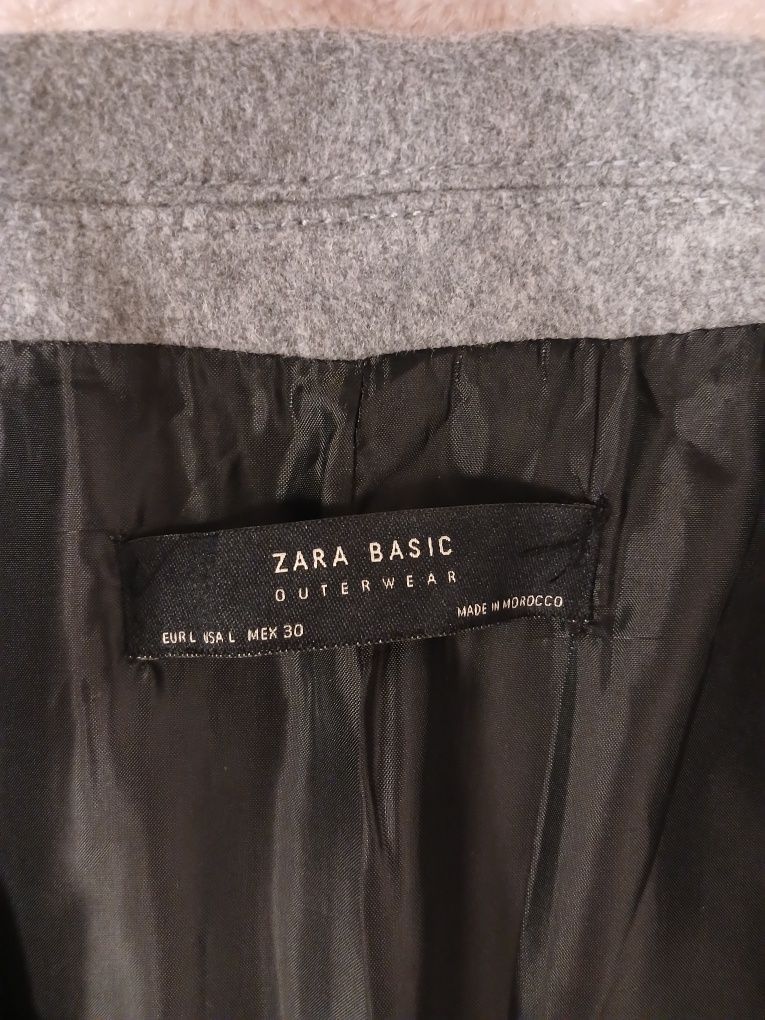 ZARA BASIC
OUTERWEAR
EUR L USA L MEX 30
MADE IN MOROCCO